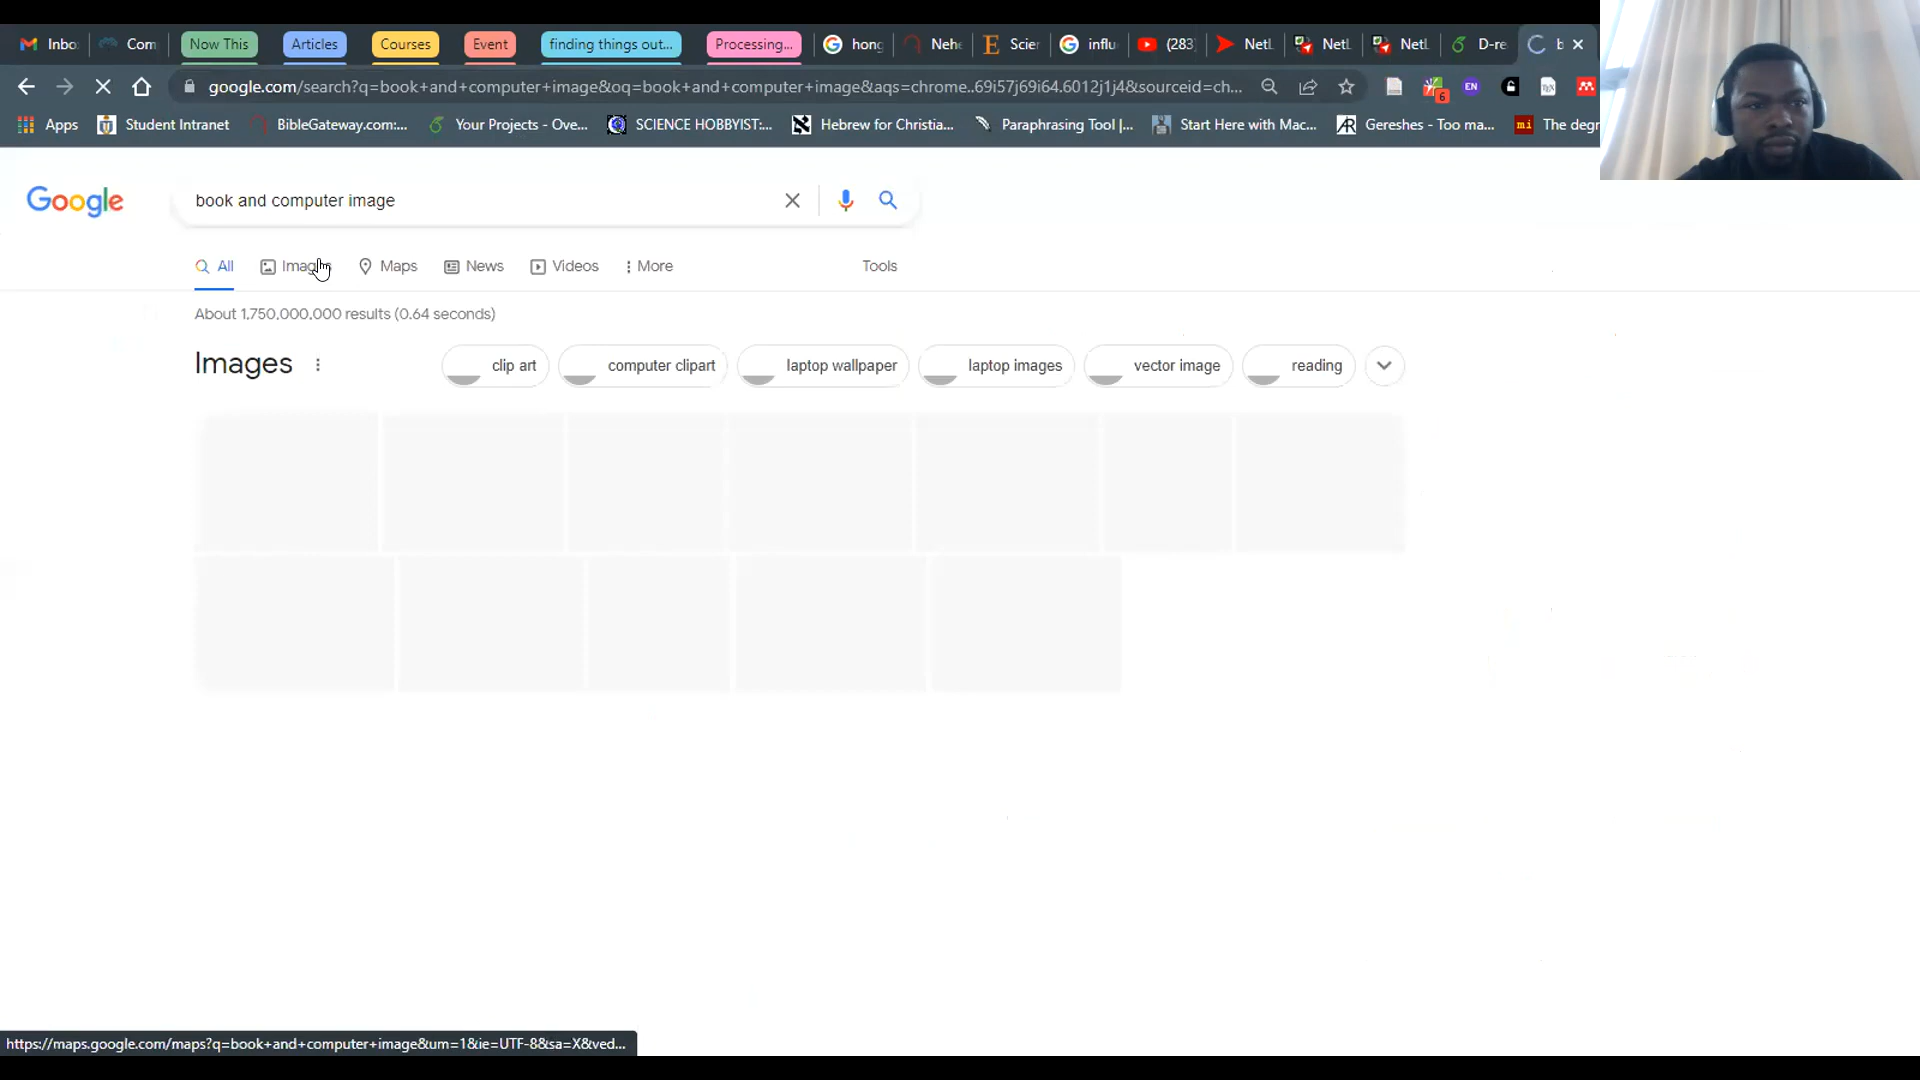 Inbo
Com
Now This
Articles
Courses
Event
finding things out...
Processing...
hong
Nehe
Scier
influ
(283
NetL
NetL
NetL
D-re
b
google.com/search?q=book+and+computer+image&oq=book+and+computer+image&aqs=chrome..69i57j69i64.6012j1j4&sourceid=ch...
6
EN
Apps
Student Intranet
BibleGateway.com:...
Your Projects - Ove...
SCIENCE HOBBYIST:...
Hebrew for Christia...
Paraphrasing Tool |...
Start Here with Mac...
AR
Gereshes - Too ma...
mi
The degr
Google
book and computer image
All
Images
Maps
News
Videos
More
Tools
About 1,750,000,000 results (0.64 seconds)
Images
clip art
computer clipart
laptop wallpaper
laptop images
vector image
reading
https://maps.google.com/maps?q=book+and+computer+image&um=1&ie=UTF-8&sa=X&ved...